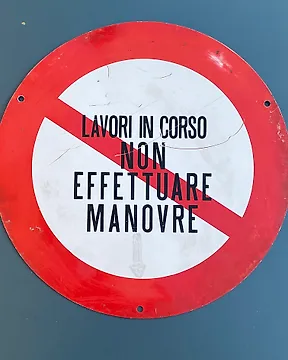 LAVORI IN CORSO
NON
EFFETTUARE
MANOVRE